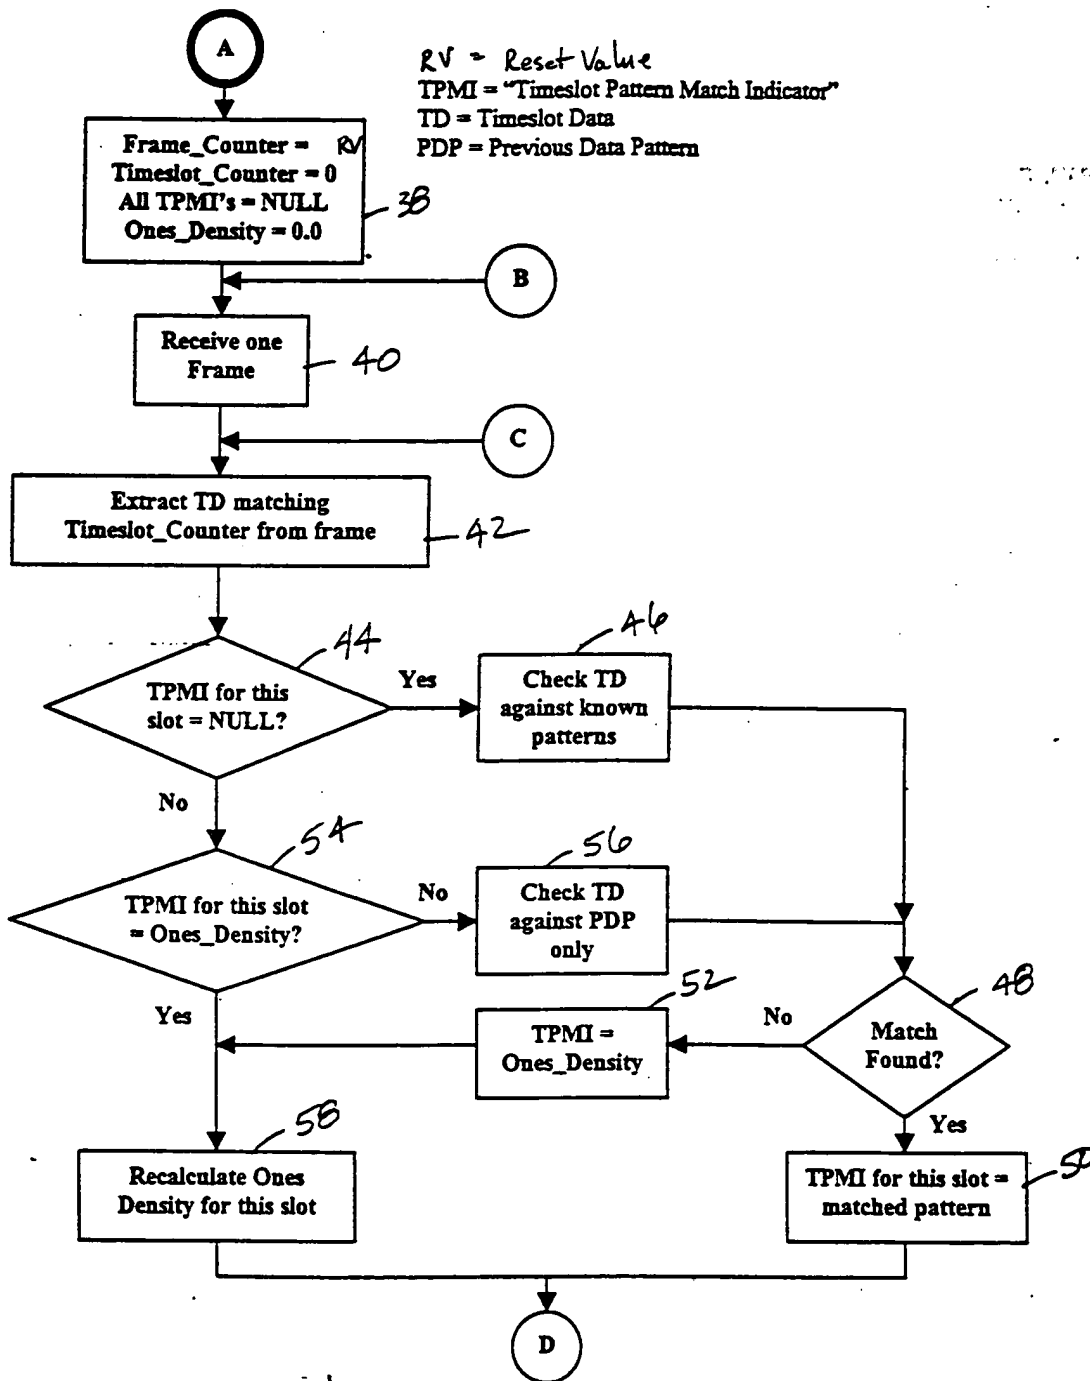 A
RV = Reset Value
TPMI = “Timeslot Pattern Match Indicator”
TD = Timeslot Data
PDP = Previous Data Pattern
Frame_Counter = RV
Timeslot_Counter = 0
All TPMI's = NULL
Ones_Density = 0.0
38
B
Receive one
Frame
40
C
Extract TD matching
Timeslot_Counter from frame
42
44
TPMI for this
slot = NULL?
Yes
46
Check TD
against known
patterns
No
54
TPMI for this slot
= Ones_Density?
No
56
Check TD
against PDP
only
Yes
52
TPMI =
Ones_Density
No
48
Match
Found?
Yes
58
Recalculate Ones
Density for this slot
TPMI for this slot =
matched pattern
50
D